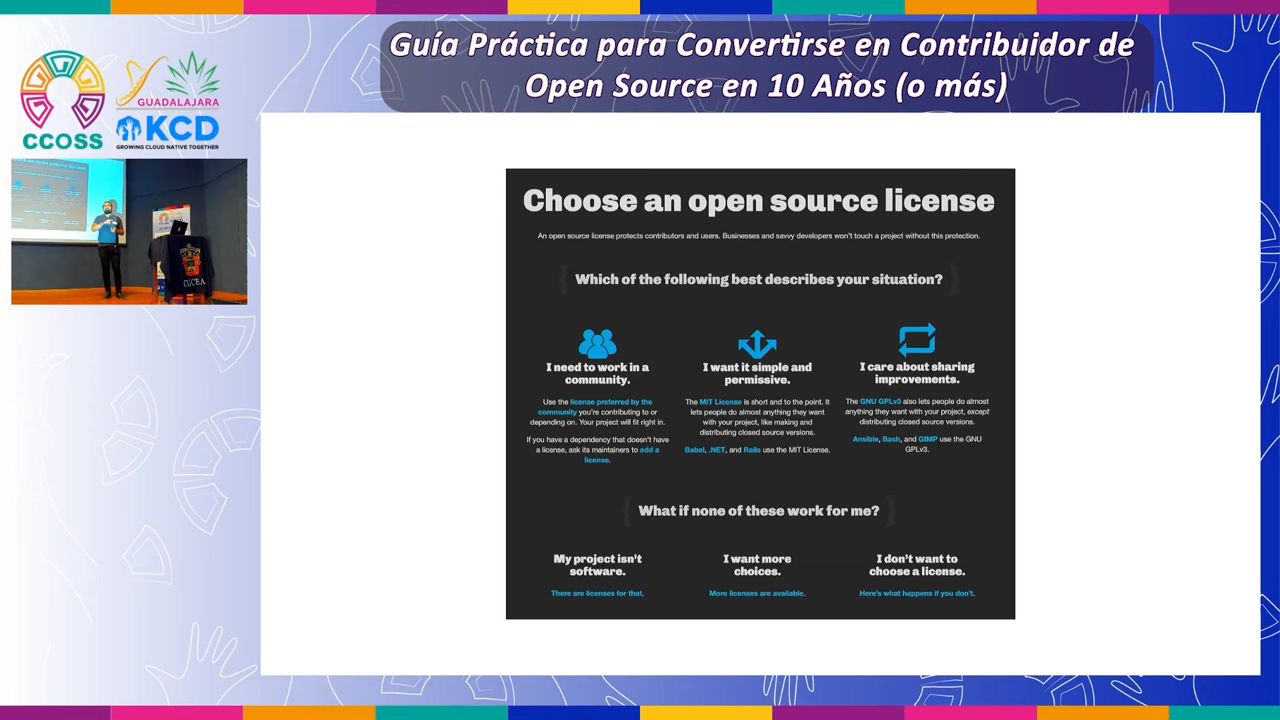 Guía Práctica para Convertirse en Contribuidor de
Open Source en 10 Años (o más)
CCOSS
GUADALAJARA
KCD
GROWING CLOUD NATIVE TOGETHER
CUCEA
Choose an open source license
An open source license protects contributors and users. Businesses and savvy developers won't touch a project without this protection.
{ Which of the following best describes your situation? }
I need to work in a
community.
Use the license preferred by the
community you're contributing to or
depending on. Your project will fit right in.
If you have a dependency that doesn't have
a license, ask its maintainers to add a
license.
I want it simple and
permissive.
The MIT License is short and to the point. It
lets people do almost anything they want
with your project, like making and
distributing closed source versions.
Babel, .NET, and Rails use the MIT License.
I care about sharing
improvements.
The GNU GPLv3 also lets people do almost
anything they want with your project, except
distributing closed source versions.
Ansible, Bash, and GIMP use the GNU
GPLv3.
{ What if none of these work for me? }
My project isn't
software.
There are licenses for that.
I want more
choices.
More licenses are available.
I don't want to
choose a license.
Here's what happens if you don't.